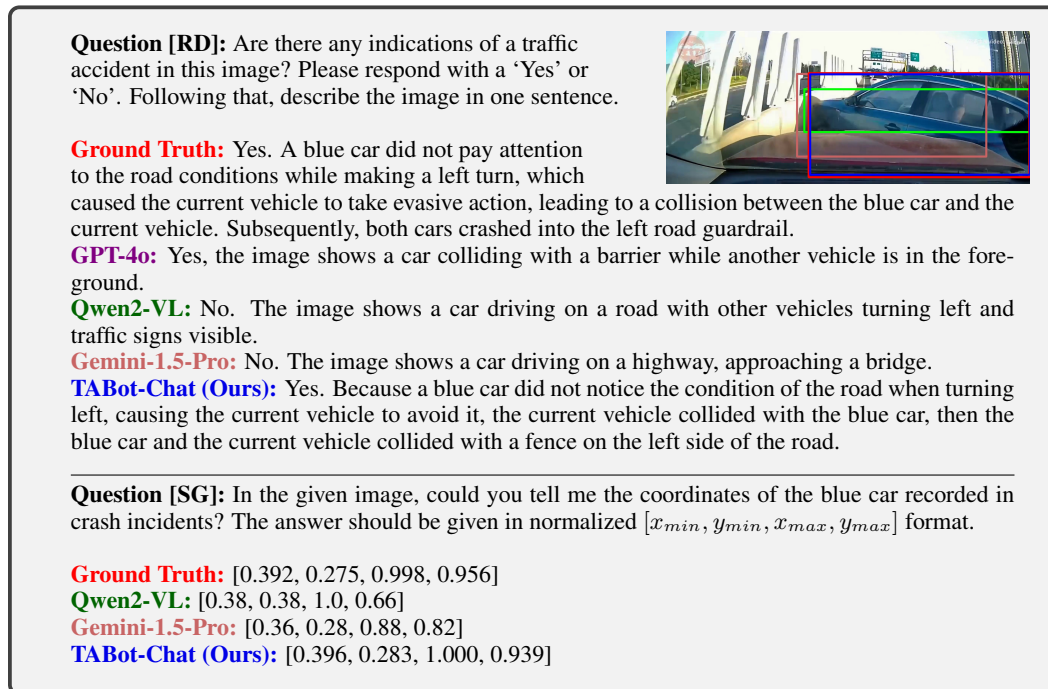 Question [RD]: Are there any indications of a traffic
accident in this image? Please respond with a ‘Yes’ or
‘No’. Following that, describe the image in one sentence.
Ground Truth: Yes. A blue car did not pay attention
to the road conditions while making a left turn, which
caused the current vehicle to take evasive action, leading to a collision between the blue car and the
current vehicle. Subsequently, both cars crashed into the left road guardrail.
GPT-4o: Yes, the image shows a car colliding with a barrier while another vehicle is in the fore-
ground.
Qwen2-VL: No. The image shows a car driving on a road with other vehicles turning left and
traffic signs visible.
Gemini-1.5-Pro: No. The image shows a car driving on a highway, approaching a bridge.
TABot-Chat (Ours): Yes. Because a blue car did not notice the condition of the road when turning
left, causing the current vehicle to avoid it, the current vehicle collided with the blue car, then the
blue car and the current vehicle collided with a fence on the left side of the road.
Question [SG]: In the given image, could you tell me the coordinates of the blue car recorded in
crash incidents? The answer should be given in normalized [x_min, y_min, x_max, y_max] format.
Ground Truth: [0.392, 0.275, 0.998, 0.956]
Qwen2-VL: [0.38, 0.38, 1.0, 0.66]
Gemini-1.5-Pro: [0.36, 0.28, 0.88, 0.82]
TABot-Chat (Ours): [0.396, 0.283, 1.000, 0.939]